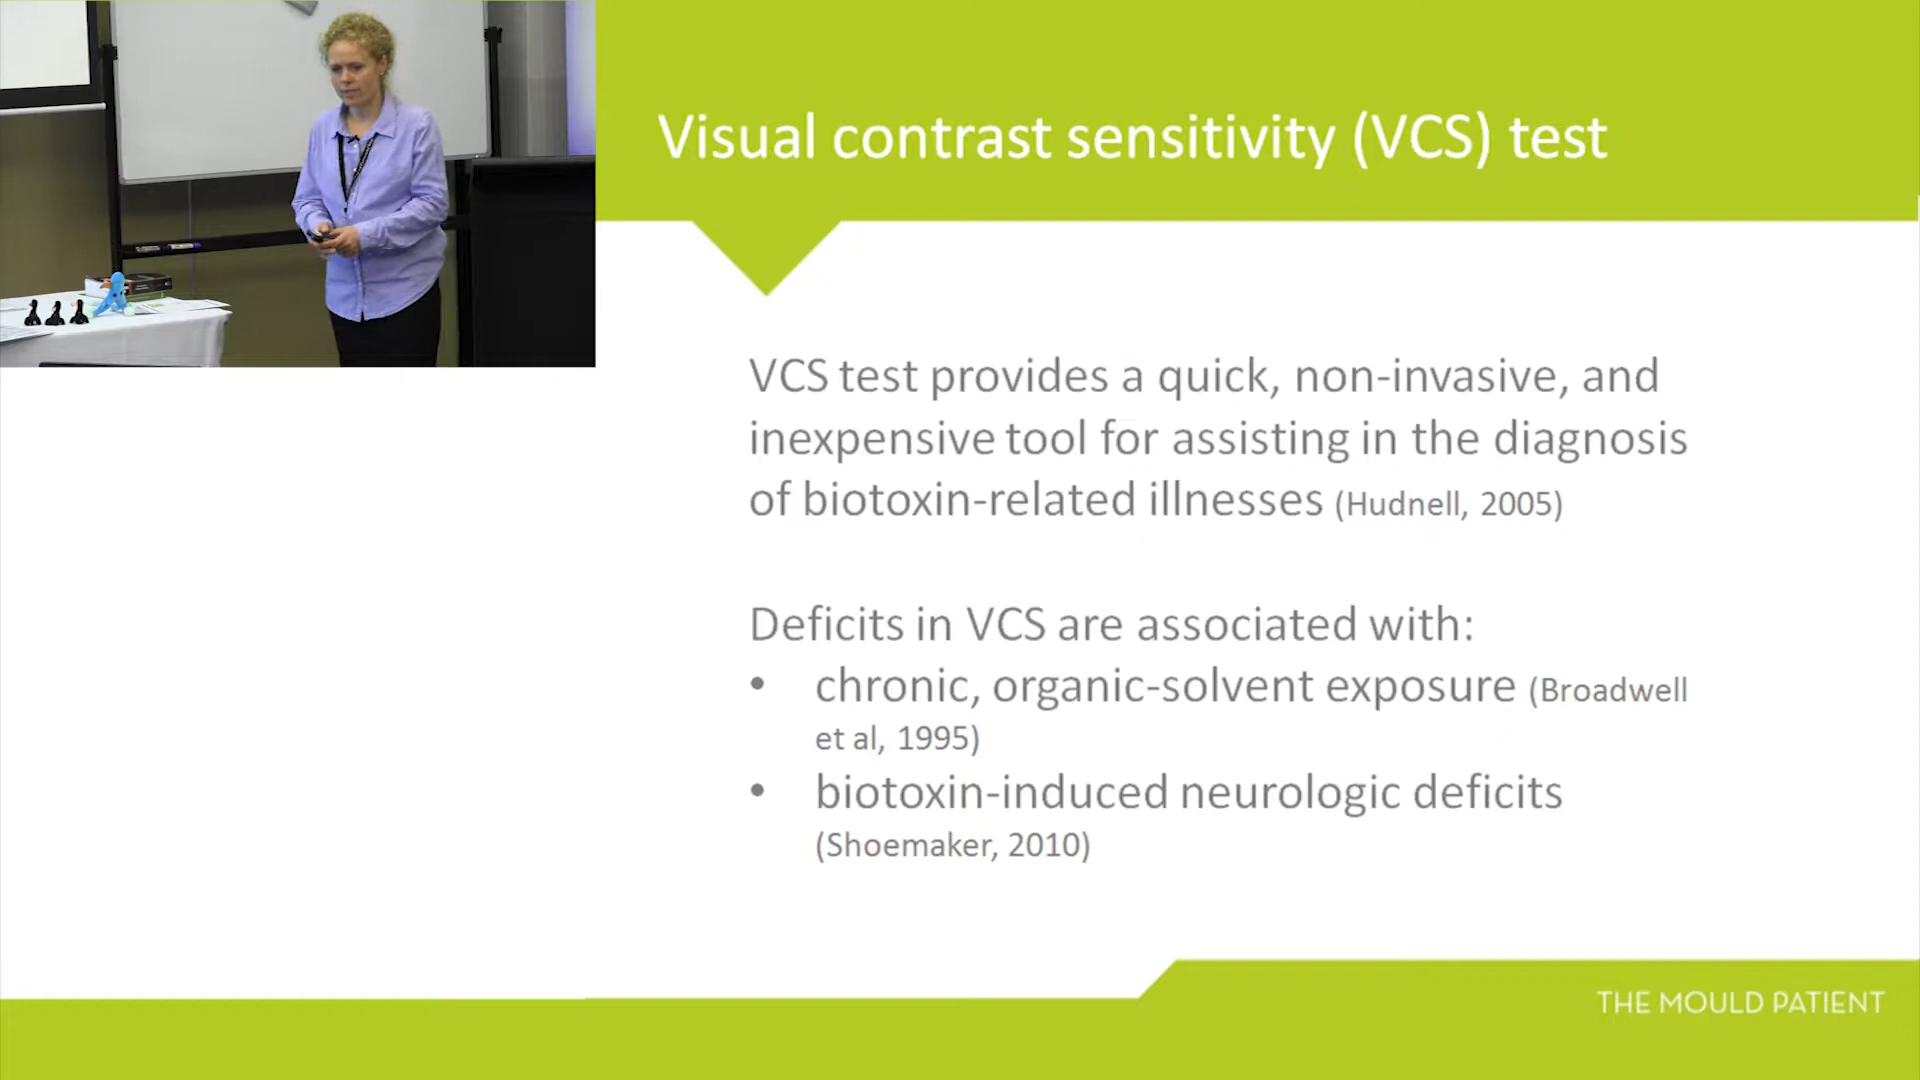 Visual contrast sensitivity (VCS) test
VCS test provides a quick, non-invasive, and
inexpensive tool for assisting in the diagnosis
of biotoxin-related illnesses (Hudnell, 2005)
Deficits in VCS are associated with:
• chronic, organic-solvent exposure (Broadwell
et al, 1995)
• biotoxin-induced neurologic deficits
(Shoemaker, 2010)
THE MOULD PATIENT